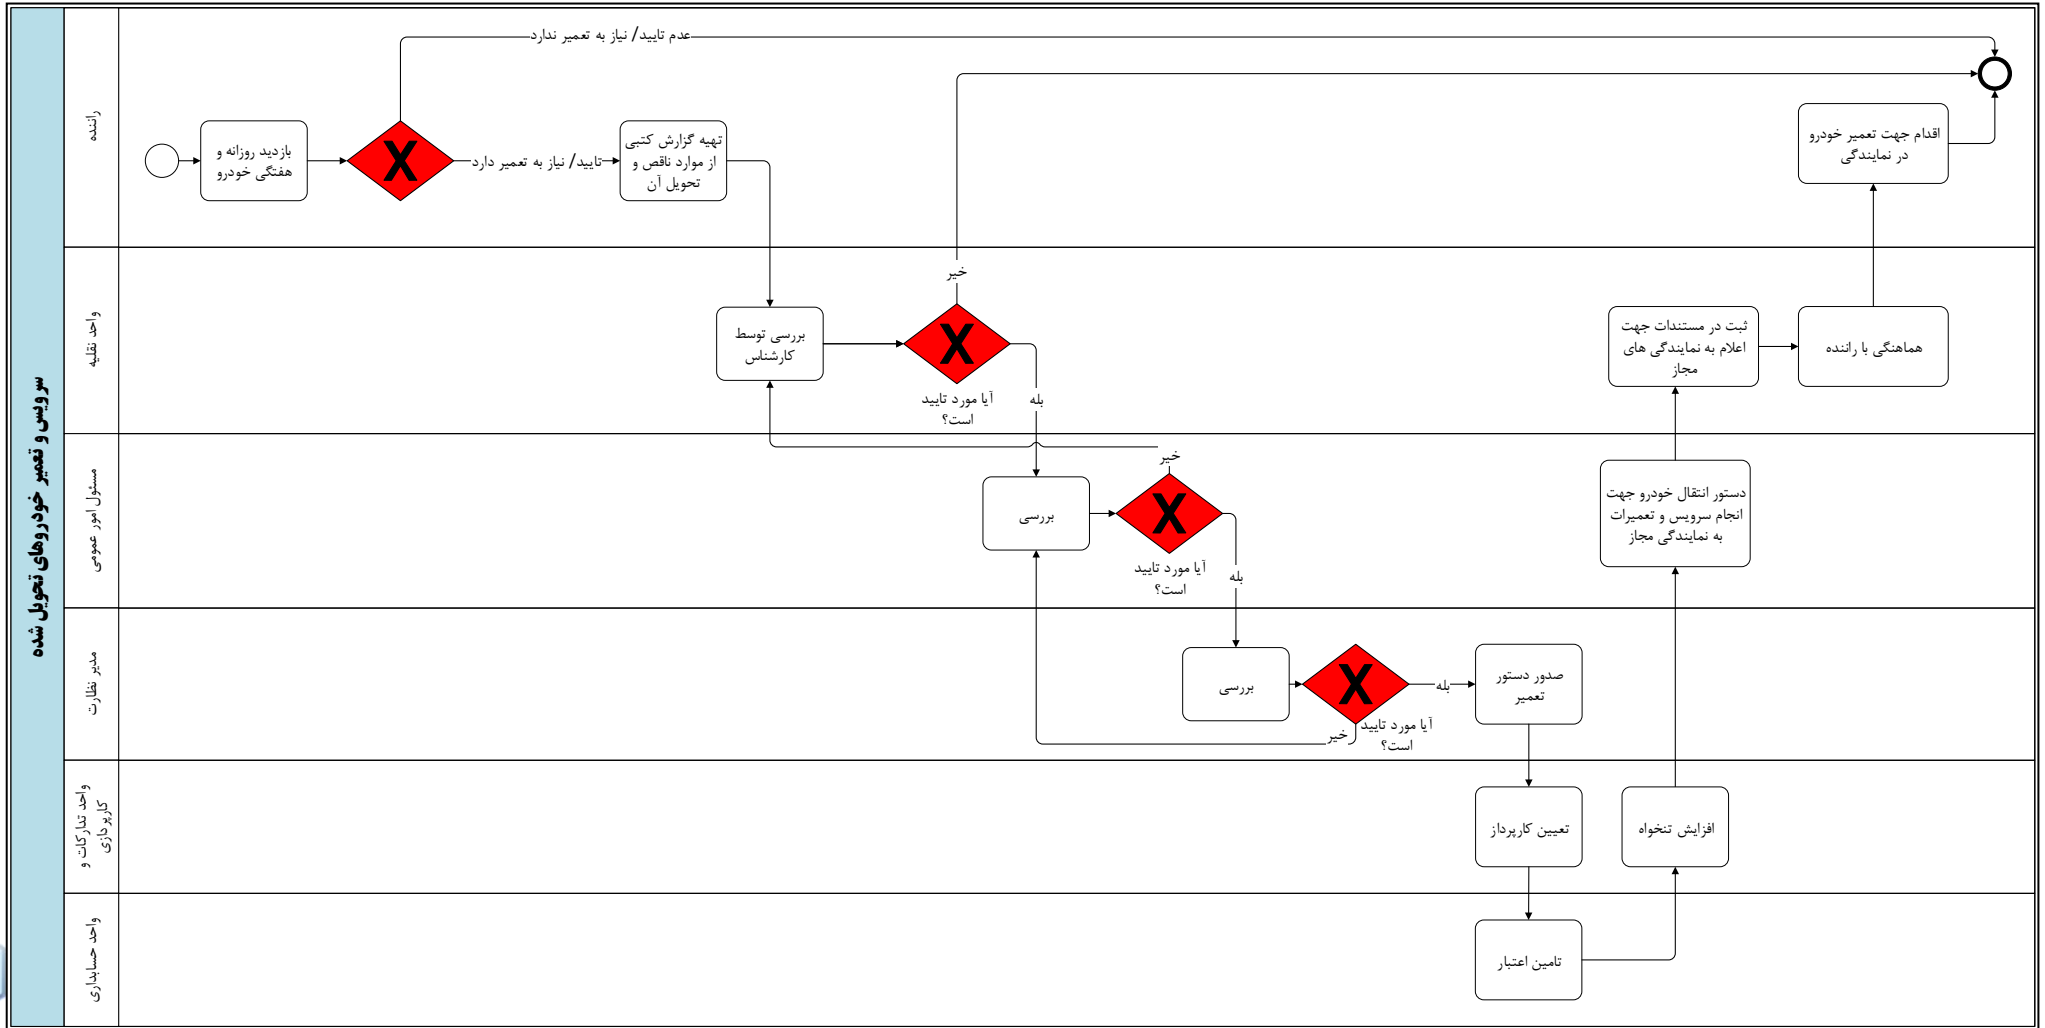 سرویس و تعمیر خودروهای تحویل شده
راننده
عدم تایید/ نیاز به تعمیر ندارد
بازدید روزانه و
هفتگی خودرو
X
تایید/ نیاز به تعمیر دارد
تهیه گزارش کتبی
از موارد ناقص و
تحویل آن
اقدام جهت تعمیر خودرو
در نمایندگی
واحد نقلیه
بررسی توسط
کارشناس
خیر
X
آیا مورد تایید
است؟
بله
ثبت در مستندات جهت
اعلام به نمایندگی های
مجاز
هماهنگی با راننده
مسئول امور عمومی
بررسی
خیر
X
آیا مورد تایید
است؟
بله
دستور انتقال خودرو جهت
انجام سرویس و تعمیرات
به نمایندگی مجاز
مدیر نظارت
بررسی
X
بله
آیا مورد تایید
است؟
خیر
صدور دستور
تعمیر
واحد تدارکات و
کارپردازی
تعیین کارپرداز
افزایش تنخواه
واحد حسابداری
تامین اعتبار